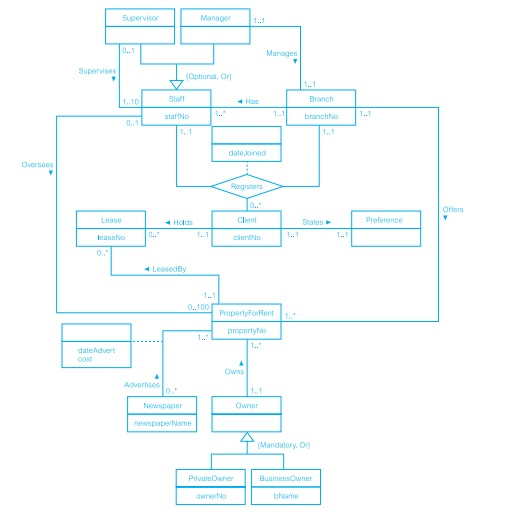 Supervisor
Manager
1..1
0..1
Manages
Supervises
(Optional, Or)
1..1
Staff
Has
Branch
1..10
1..*
1..1
1..1
staffNo
branchNo
0..1
1..1
1..1
dateJoined
Oversees
Registers
Offers
0..*
Lease
Holds
Client
States
Preference
leaseNo
0..*
1..1
clientNo
1..1
1..1
0..*
LeasedBy
1..1
0..100
PropertyForRent
1..*
propertyNo
1..*
1..*
dateAdvert
cost
Owns
Advertises
0..*
1..1
Newspaper
Owner
newspaperName
(Mandatory, Or)
PrivateOwner
BusinessOwner
ownerNo
bName